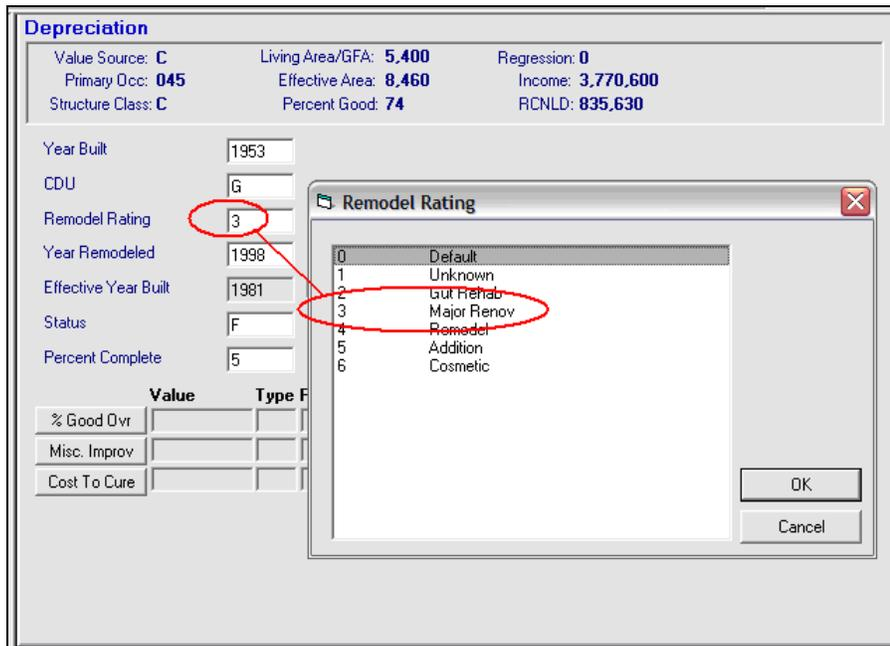 Depreciation
Value Source: C Living Area/GFA: 5,400 Regression: 0
Primary Occ: 045 Effective Area: 8,460 Income: 3,770,600
Structure Class: C Percent Good: 74 RCNLD: 835,630
Year Built 1953
CDU G
Remodel Rating 3
Year Remodeled 1998
Effective Year Built 1981
Status F
Percent Complete 5
Value Type F
% Good Ovr
Misc. Improv
Cost To Cure
Remodel Rating
0 Default
1 Unknown
2 Gut Rehab
3 Major Renov
4 Remodel
5 Addition
6 Cosmetic
OK
Cancel